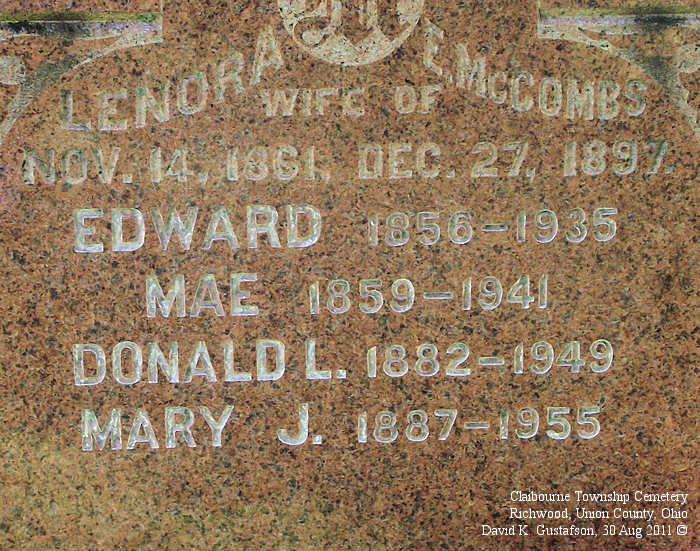 LENORA WIFE OF E. MCCOMBS
NOV. 14, 1861, DEC. 27, 1897.
EDWARD 1856-1935
MAE 1859-1941
DONALD L. 1882-1949
MARY J. 1887-1955
Claibourne Township Cemetery
Richwood, Union County, Ohio
David K. Gustafson, 30 Aug 2011 ©